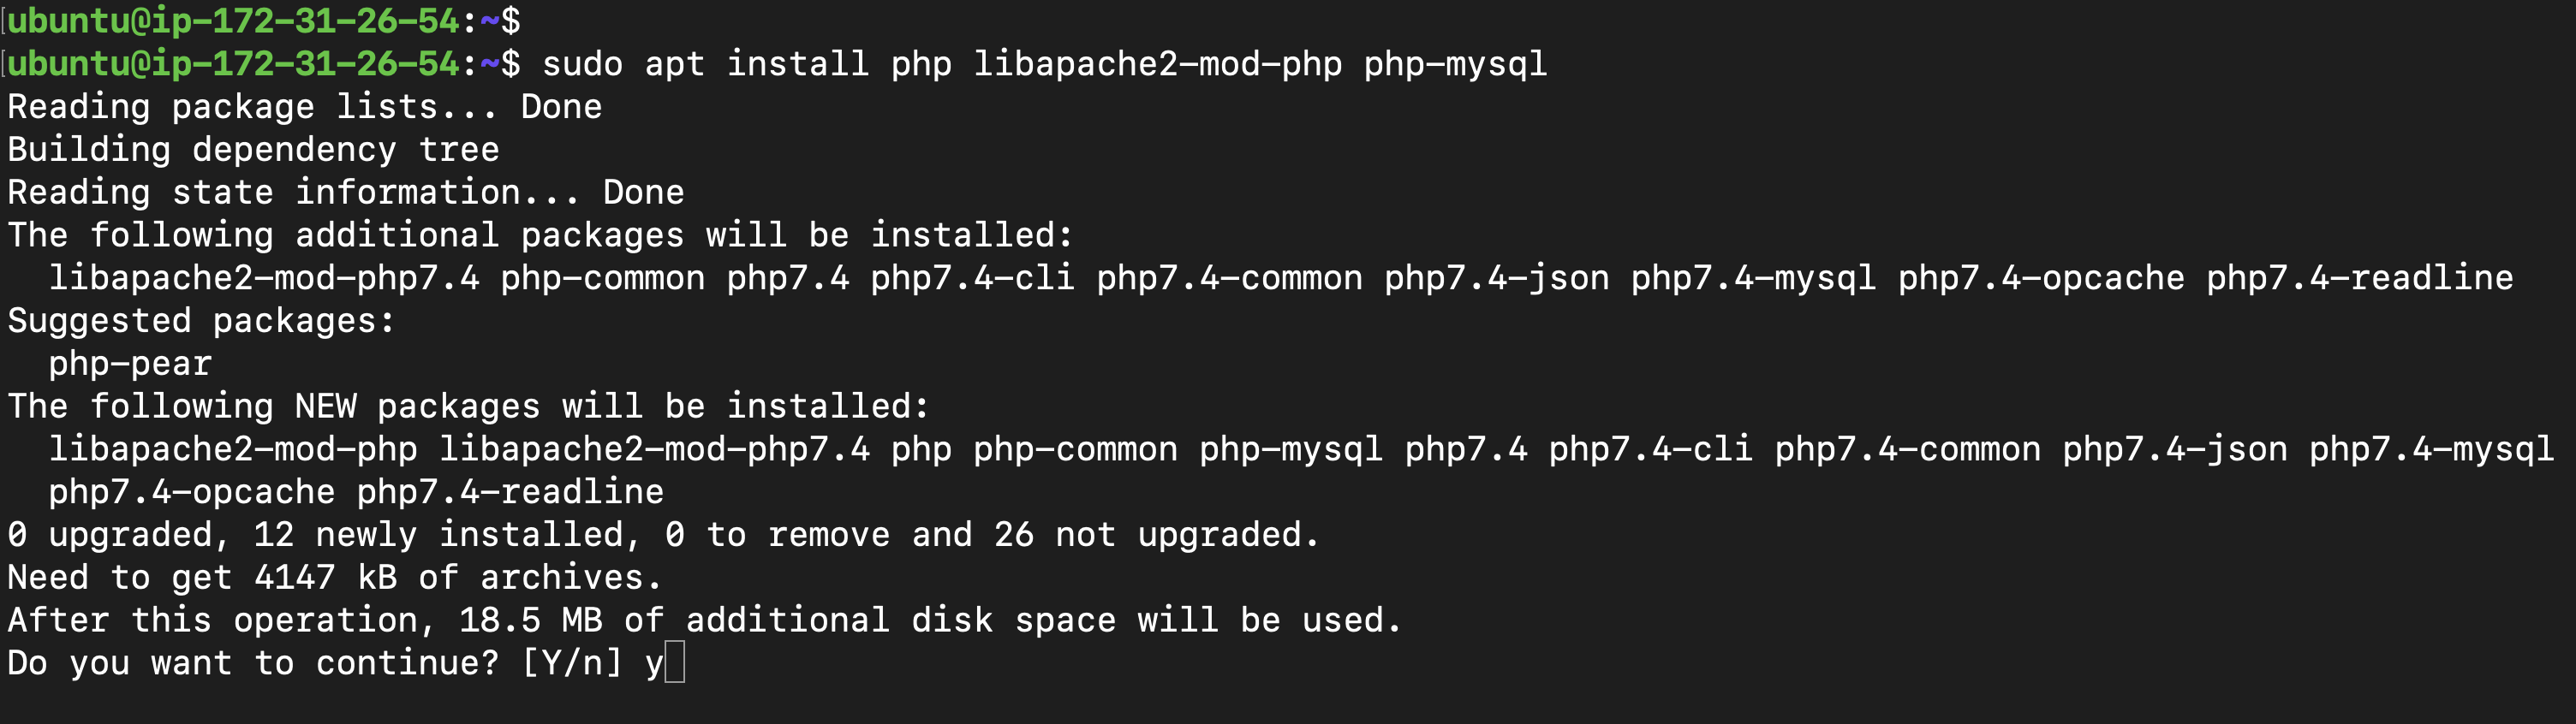 [ubuntu@ip-172-31-26-54:~$
[ubuntu@ip-172-31-26-54:~$ sudo apt install php libapache2-mod-php php-mysql
Reading package lists... Done
Building dependency tree
Reading state information... Done
The following additional packages will be installed:
  libapache2-mod-php7.4 php-common php7.4 php7.4-cli php7.4-common php7.4-json php7.4-mysql php7.4-opcache php7.4-readline
Suggested packages:
  php-pear
The following NEW packages will be installed:
  libapache2-mod-php libapache2-mod-php7.4 php php-common php-mysql php7.4 php7.4-cli php7.4-common php7.4-json php7.4-mysql
  php7.4-opcache php7.4-readline
0 upgraded, 12 newly installed, 0 to remove and 26 not upgraded.
Need to get 4147 kB of archives.
After this operation, 18.5 MB of additional disk space will be used.
Do you want to continue? [Y/n] y